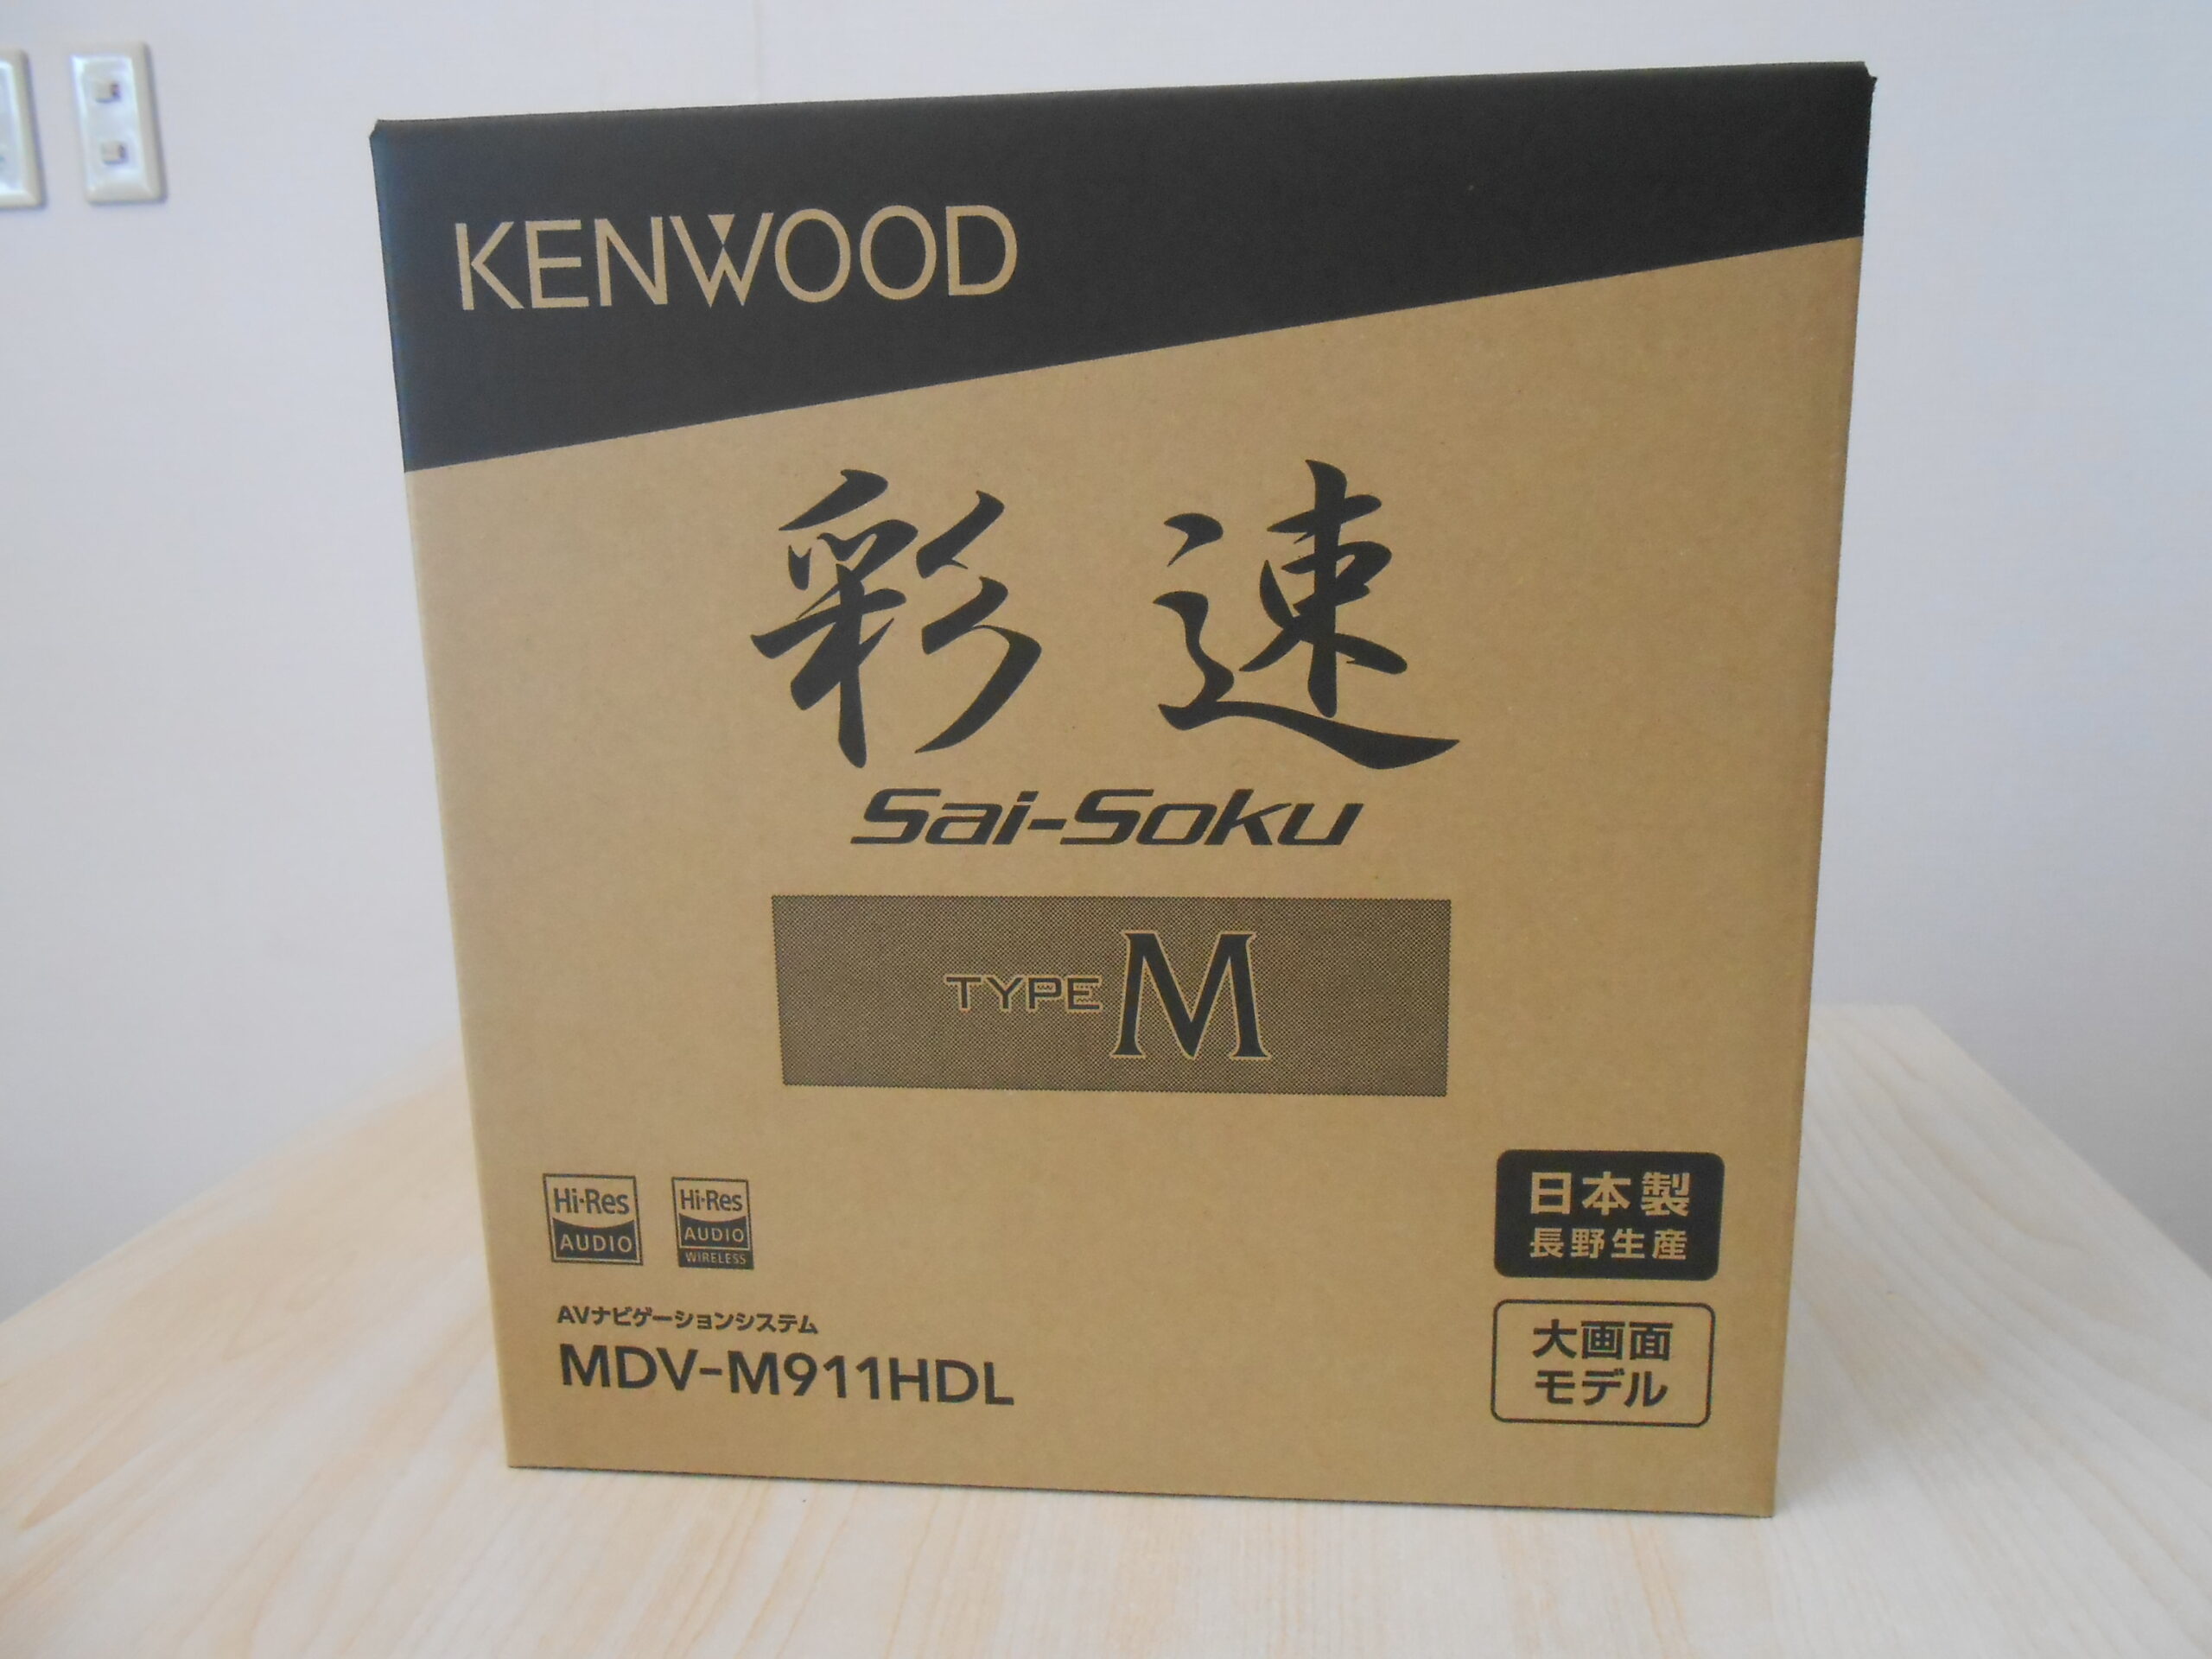 KENWOOD
彩速
Sai-Soku
TYPE M
Hi-Res
AUDIO
Hi-Res
AUDIO
WIRELESS
AVナビゲーションシステム
MDV-M911HDL
日本製
長野生産
大画面
モデル